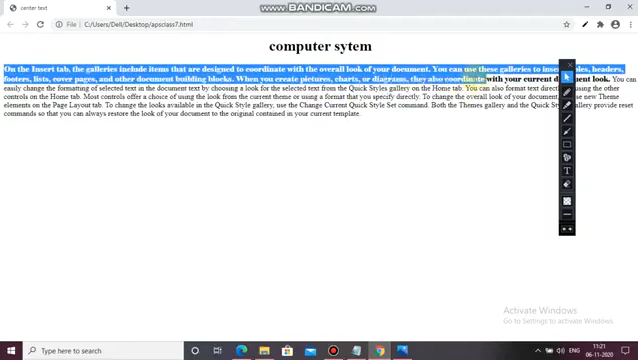 center text
www.BANDICAM.com
File | C:/Users/Dell/Desktop/apsclass7.html
computer sytem
On the Insert tab, the galleries include items that are designed to coordinate with the overall look of your document. You can use these galleries to insert bles, headers,
footers, lists, cover pages, and other document building blocks. When you create pictures, charts, or diagrams, they also coordinate with your current d ment look. You can
easily change the formatting of selected text in the document text by choosing a look for the selected text from the Quick Styles gallery on the Home tab. You can also format text directl using the other
controls on the Home tab. Most controls offer a choice of using the look from the current theme or using a format that you specify directly. To change the overall look of your document, se new Theme
elements on the Page Layout tab. To change the looks available in the Quick Style gallery, use the Change Current Quick Style Set command. Both the Themes gallery and the Quick S gallery provide reset
commands so that you can always restore the look of your document to the original contained in your current template.
T
Activate Windows
Go to Settings to activate Windows.
Type here to search
ENG
11:21
06-11-2020